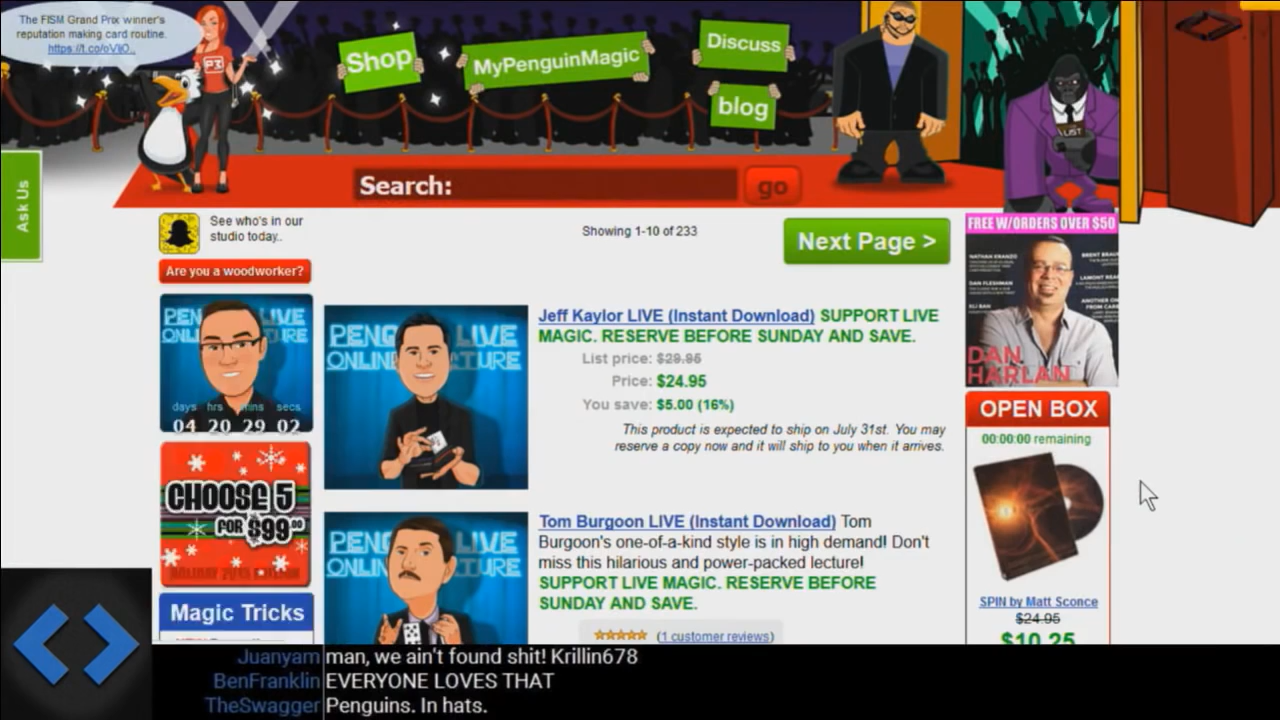 The FISM Grand Prix winner's
reputation making card routine.
Shop
MyPenguinMagic
Discuss
blog
P3
LIST
Ask Us
Search:
go
See who's in our
studio today..
Showing 1-10 of 233
Next Page >
FREE W/ORDERS OVER $50
Are you a woodworker?
days hrs mins secs
04 20 29 02
PENG LIVE
Jeff Kaylor LIVE (Instant Download) SUPPORT LIVE
MAGIC. RESERVE BEFORE SUNDAY AND SAVE.
List price: $29.95
Price: $24.95
You save: $5.00 (16%)
This product is expected to ship on July 31st. You may
reserve a copy now and it will ship to you when it arrives.
DAN
HARLAN
OPEN BOX
00:00:00 remaining
CHOOSE 5
FOR $99.00
Tom Burgoon LIVE (Instant Download) Tom
Burgoon's one-of-a-kind style is in high demand! Don't
miss this hilarious and power-packed lecture!
SUPPORT LIVE MAGIC. RESERVE BEFORE
SUNDAY AND SAVE.
(1 customer reviews)
SPIN by Matt Sconce
$24.95
$10.25
Magic Tricks
Juanyam man, we ain't found shit! Krillin678
BenFranklin EVERYONE LOVES THAT
TheSwagger Penguins. In hats.